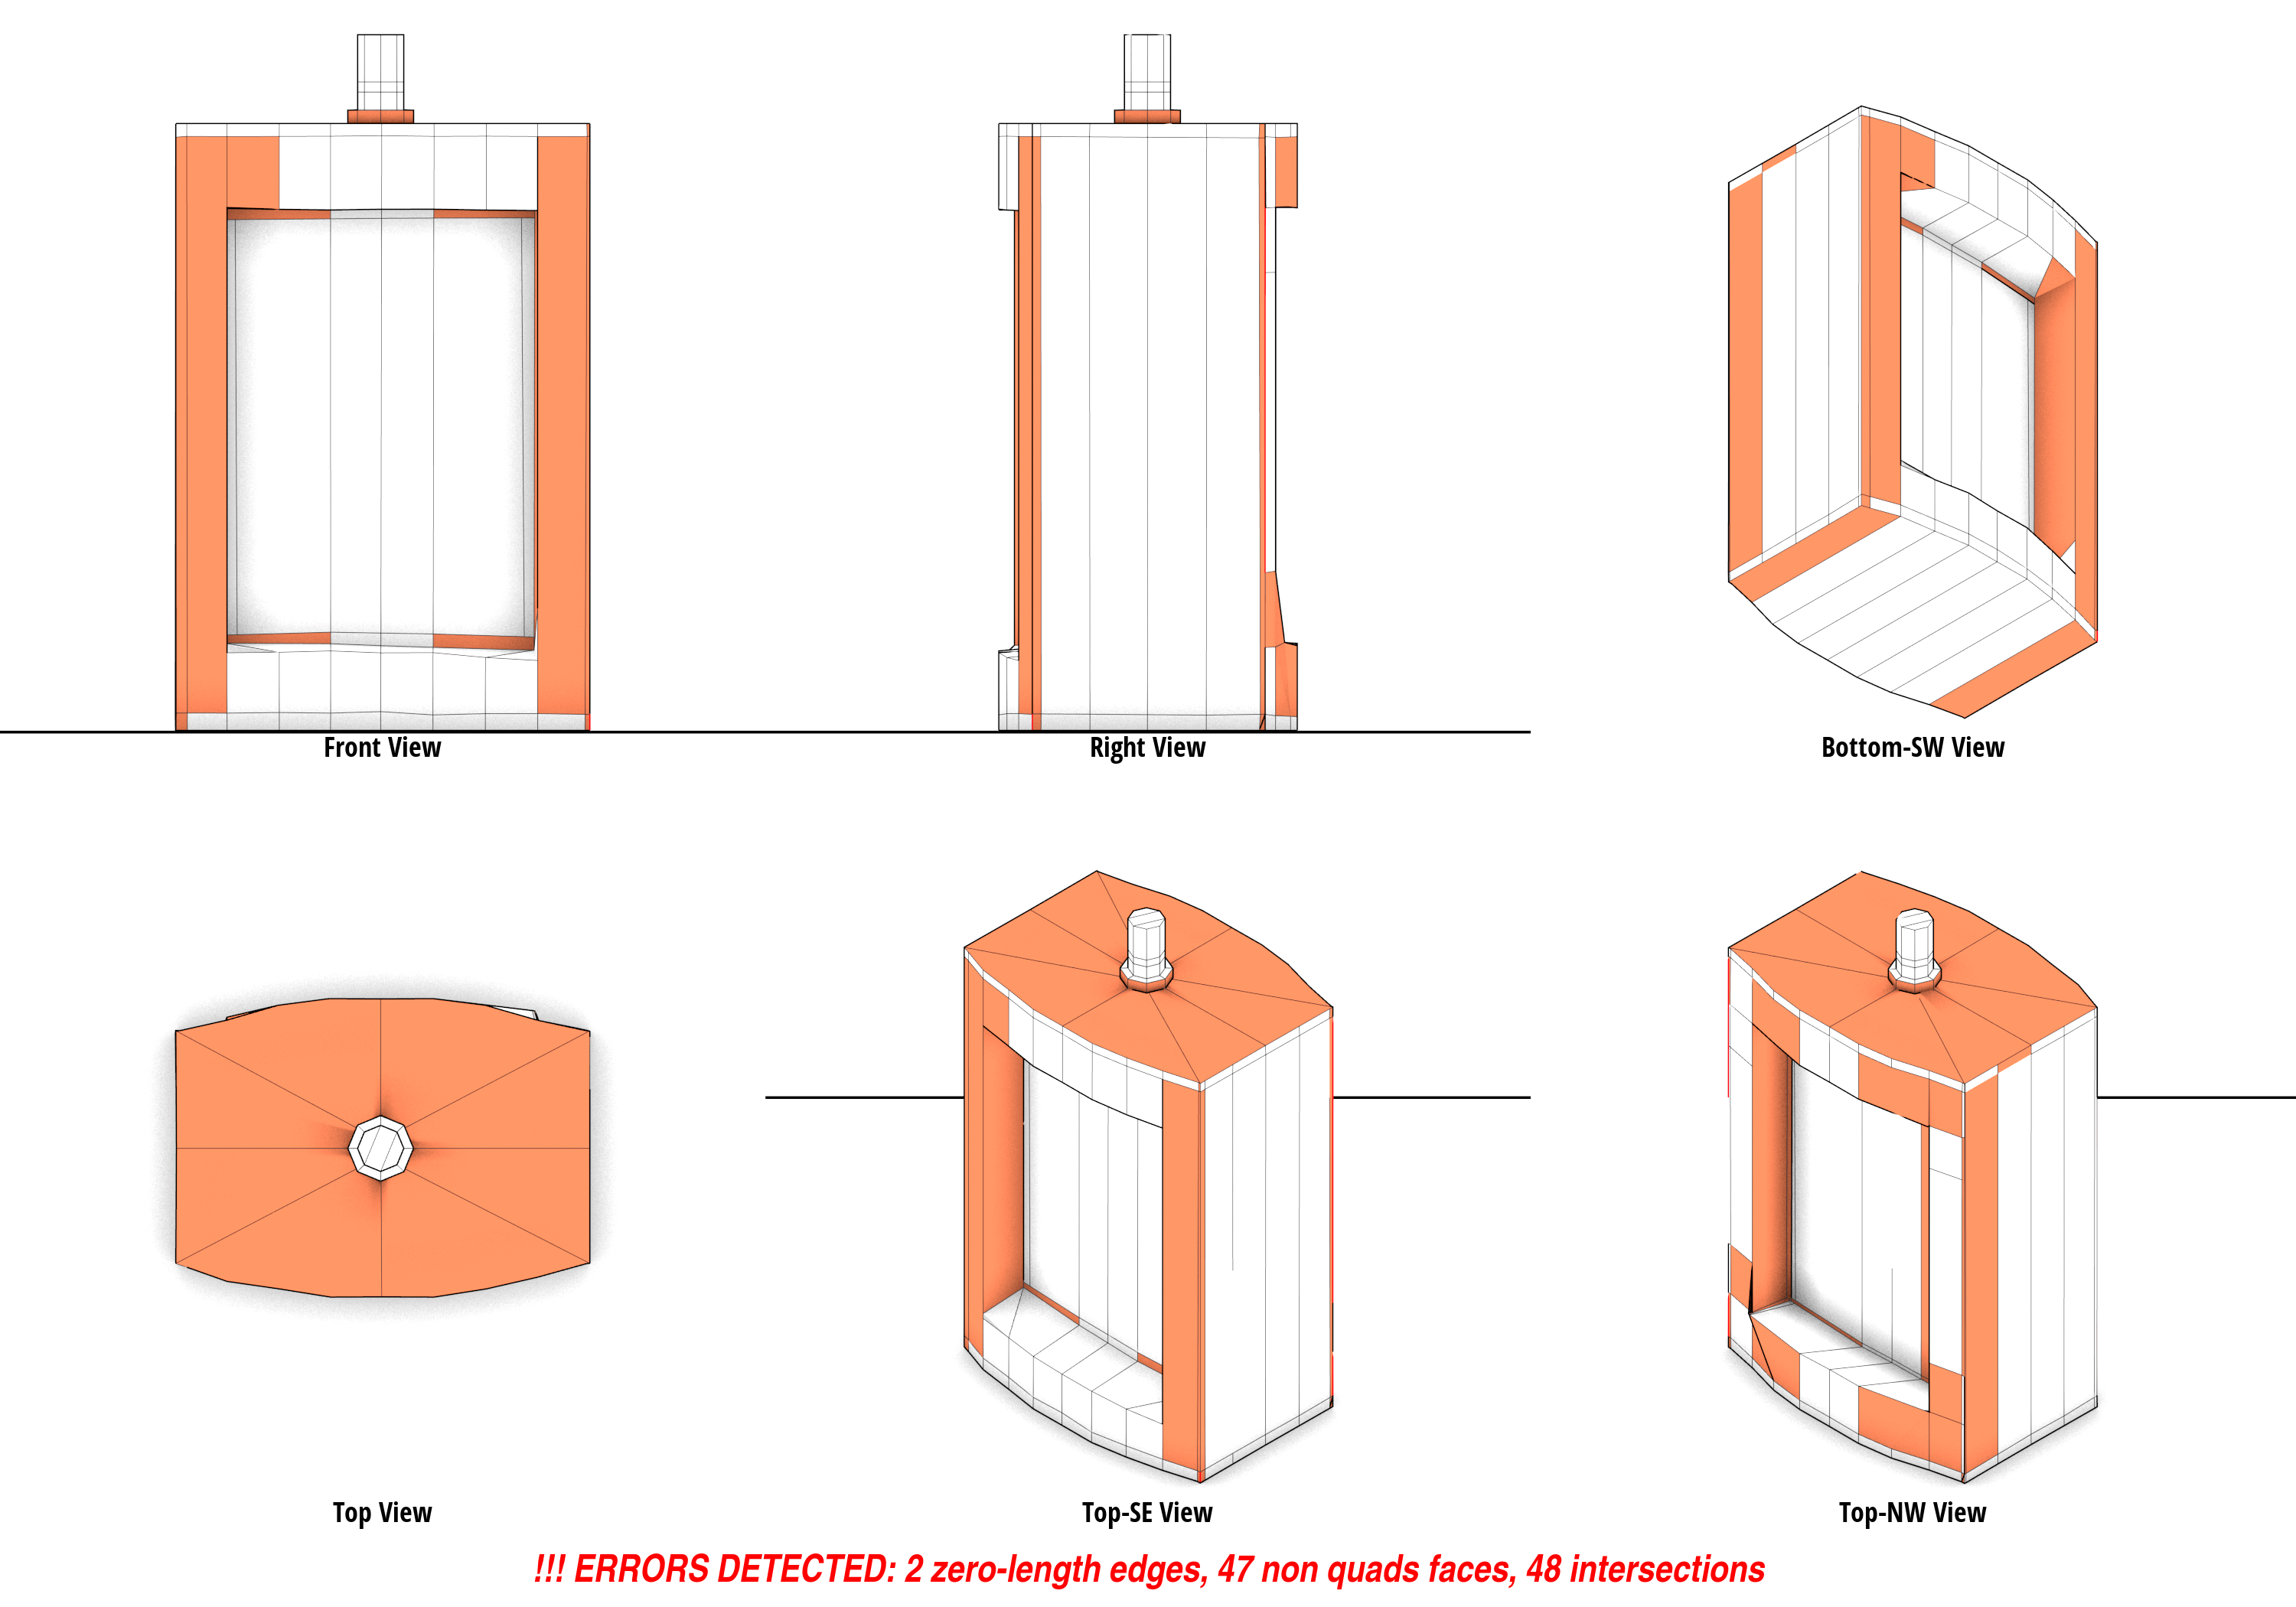 Front View
Right View
Bottom-SW View
Top View
Top-SE View
Top-NW View
!!! ERRORS DETECTED: 2 zero-length edges, 47 non quads faces, 48 intersections